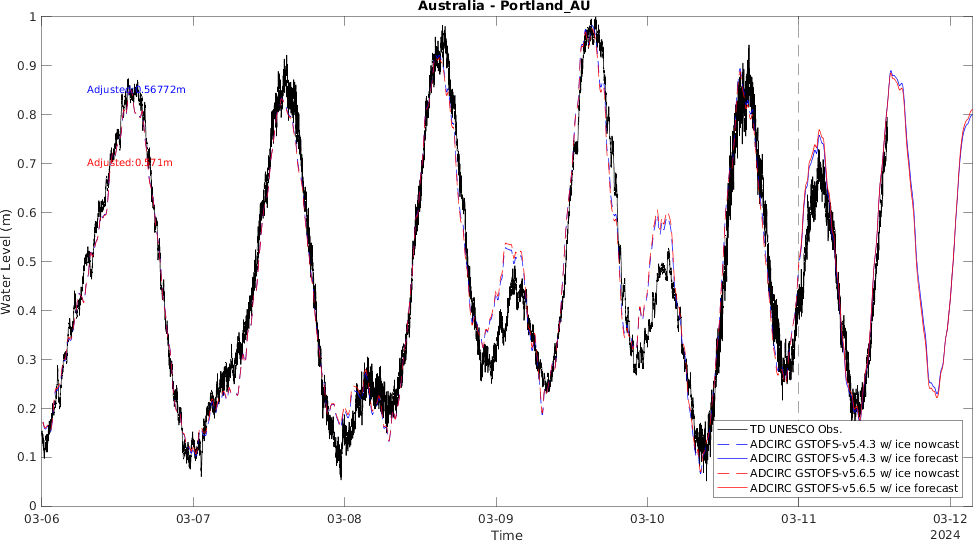 Australia - Portland_AU
1
0.9
0.8
0.7
0.6
0.5
0.4
0.3
0.2
0.1
0
Water Level (m)
Adjusted:0.56772m
Adjusted:0.571m
TD UNESCO Obs.
ADCIRC GSTOFS-v5.4.3 w/ ice nowcast
ADCIRC GSTOFS-v5.4.3 w/ ice forecast
ADCIRC GSTOFS-v5.6.5 w/ ice nowcast
ADCIRC GSTOFS-v5.6.5 w/ ice forecast
03-06 03-07 03-08 03-09 03-10 03-11 03-12
Time
2024